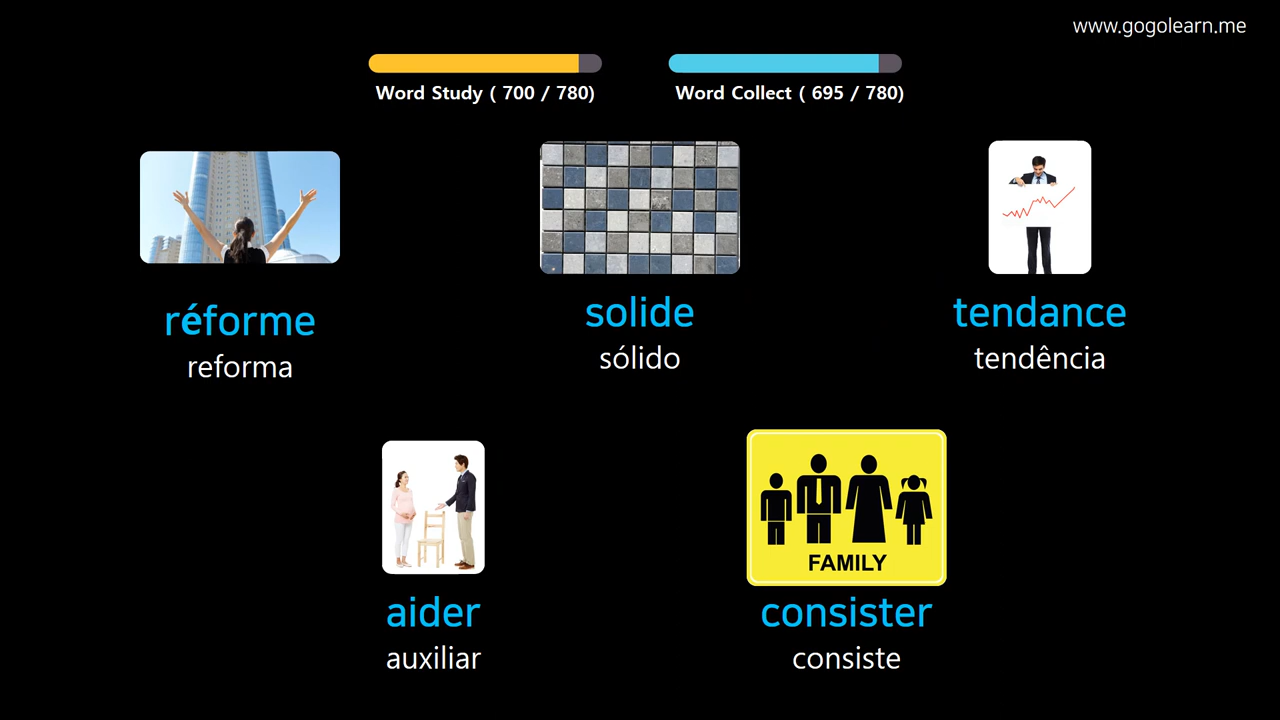 www.gogolearn.me
Word Study ( 700 / 780)
Word Collect ( 695 / 780)
réforme
reforma
solide
sólido
tendance
tendência
aider
auxiliar
FAMILY
consister
consiste